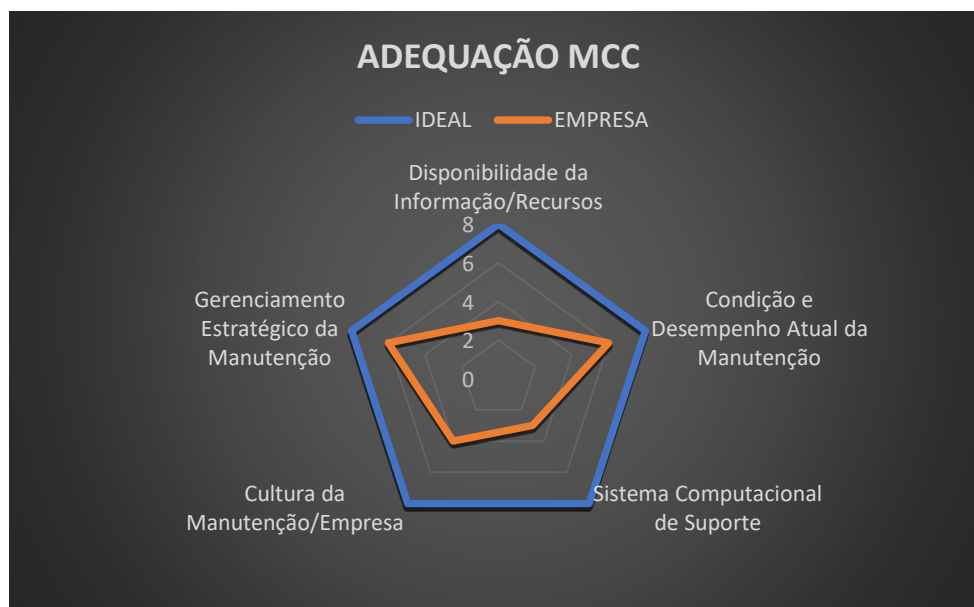 ADEQUAÇÃO MCC
IDEAL
EMPRESA
Disponibilidade da
Informação/Recursos
8
6
4
2
0
Condição e
Desempenho Atual da
Manutenção
Sistema Computacional
de Suporte
Cultura da
Manutenção/Empresa
Gerenciamento
Estratégico da
Manutenção